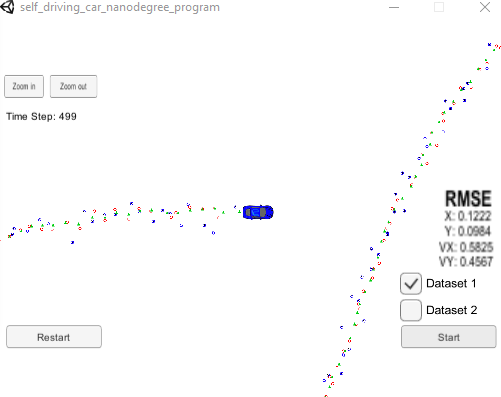 self_driving_car_nanodegree_program
Zoom in
Zoom out
Time Step: 499
RMSE
X: 0.1222
Y: 0.0984
VX: 0.5825
VY: 0.4567
Dataset 1
Dataset 2
Restart
Start